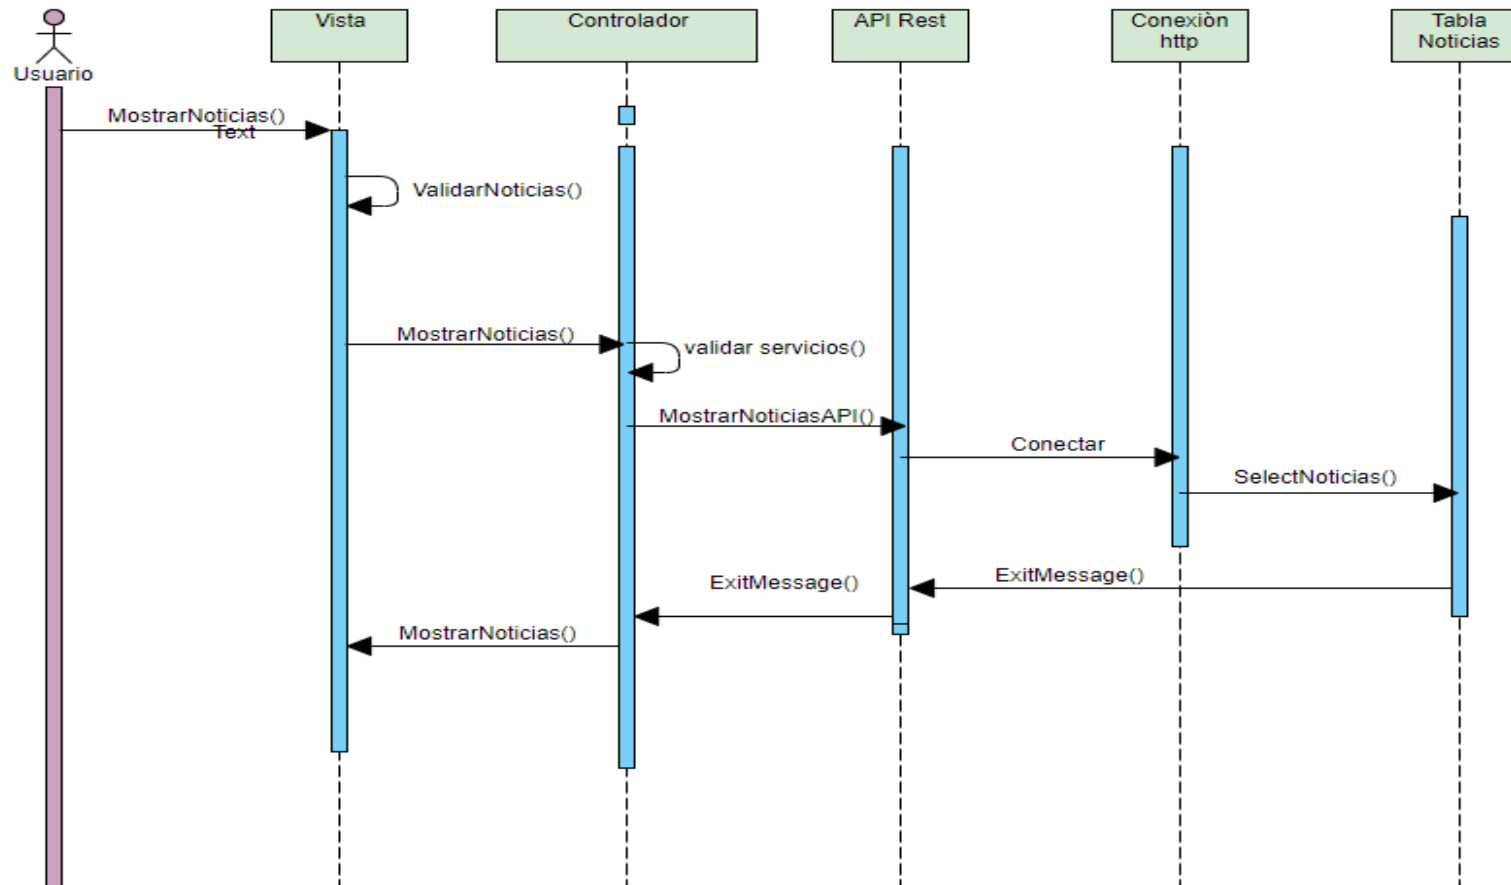 Vista
Controlador
API Rest
Conexiòn
http
Tabla
Noticias
Usuario
MostrarNoticias()
Text
ValidarNoticias()
MostrarNoticias()
validar servicios()
MostrarNoticiasAPI()
Conectar
SelectNoticias()
ExitMessage()
ExitMessage()
MostrarNoticias()